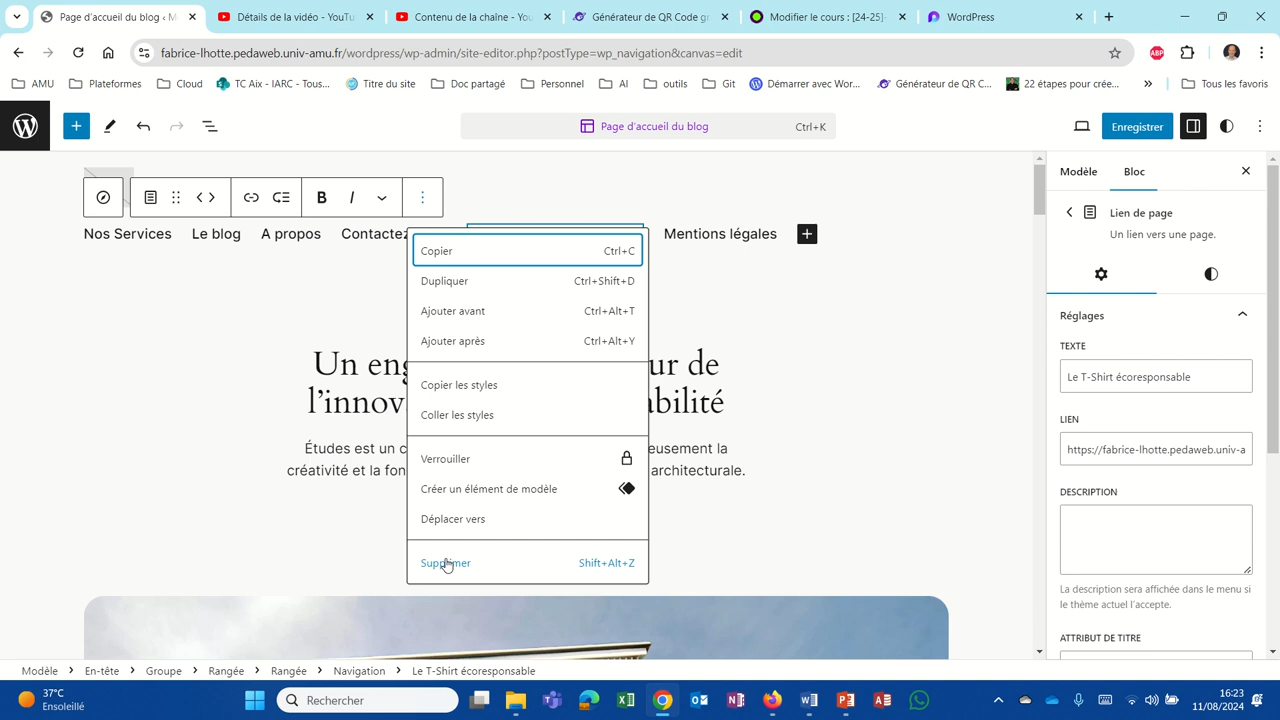 Page d'accueil du blog ‹ M
Détails de la vidéo - YouTu
Contenu de la chaîne - You
Générateur de QR Code gr
Modifier le cours : [24-25]-
WordPress
fabrice-lhotte.pedaweb.univ-amu.fr/wordpress/wp-admin/site-editor.php?postType=wp_navigation&canvas=edit
ABP
AMU
Plateformes
Cloud
TC Aix - IARC - Tous...
Titre du site
Doc partagé
Personnel
AI
outils
Git
Démarrer avec Wor...
Générateur de QR C...
22 étapes pour crée...
»
Tous les favoris
Page d'accueil du blog
Ctrl+K
Enregistrer
Modèle
Bloc
B
I
Lien de page
Un lien vers une page.
Nos Services
Le blog
A propos
Contactez
Mentions légales
Copier Ctrl+C
Dupliquer Ctrl+Shift+D
Ajouter avant Ctrl+Alt+T
Ajouter après Ctrl+Alt+Y
Copier les styles
Coller les styles
Verrouiller
Créer un élément de modèle
Déplacer vers
Supprimer Shift+Alt+Z
Un eng ur de
l'innov abilité
Études est un c eusement la
créativité et la fon architecturale.
Réglages
TEXTE
Le T-Shirt écoresponsable
LIEN
https://fabrice-lhotte.pedaweb.univ-a
DESCRIPTION
La description sera affichée dans le menu si
le thème actuel l'accepte.
ATTRIBUT DE TITRE
Modèle
En-tête
Groupe
Rangée
Rangée
Navigation
Le T-Shirt écoresponsable
37°C
Ensoleillé
Rechercher
16:23
11/08/2024